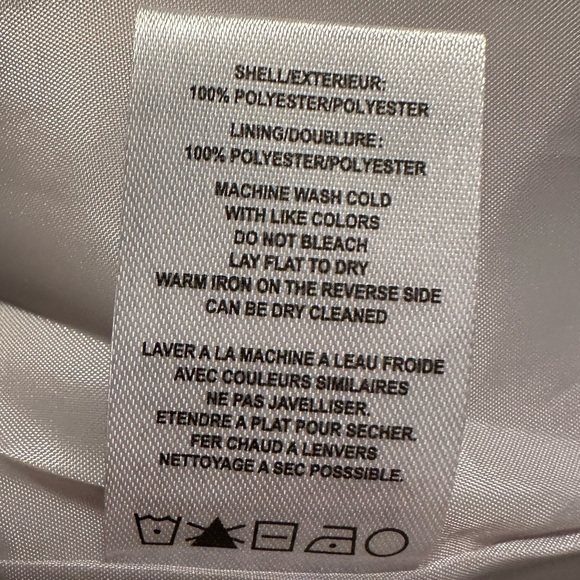 SHELL/EXTERIEUR:
100% POLYESTER/POLYESTER
LINING/DOUBLURE:
100% POLYESTER/POLYESTER
MACHINE WASH COLD
WITH LIKE COLORS
DO NOT BLEACH
LAY FLAT TO DRY
WARM IRON ON THE REVERSE SIDE
CAN BE DRY CLEANED
LAVER A LA MACHINE A LEAU FROIDE
AVEC COULEURS SIMILAIRES
NE PAS JAVELLISER.
ETENDRE A PLAT POUR SECHER.
FER CHAUD A LENVERS
NETTOYAGE A SEC POSSSIBLE.